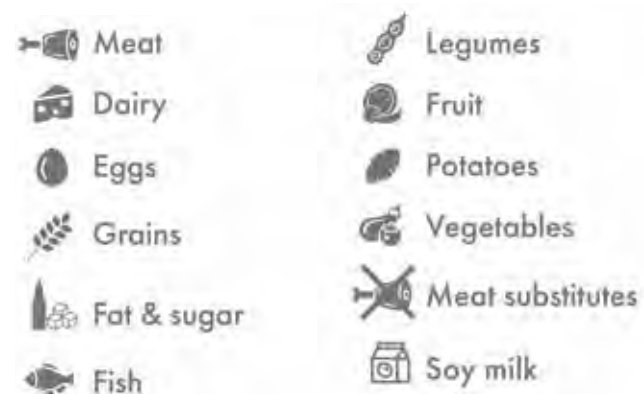 Meat
Dairy
Eggs
Grains
Fat & sugar
Fish
Legumes
Fruit
Potatoes
Vegetables
Meat substitutes
Soy milk